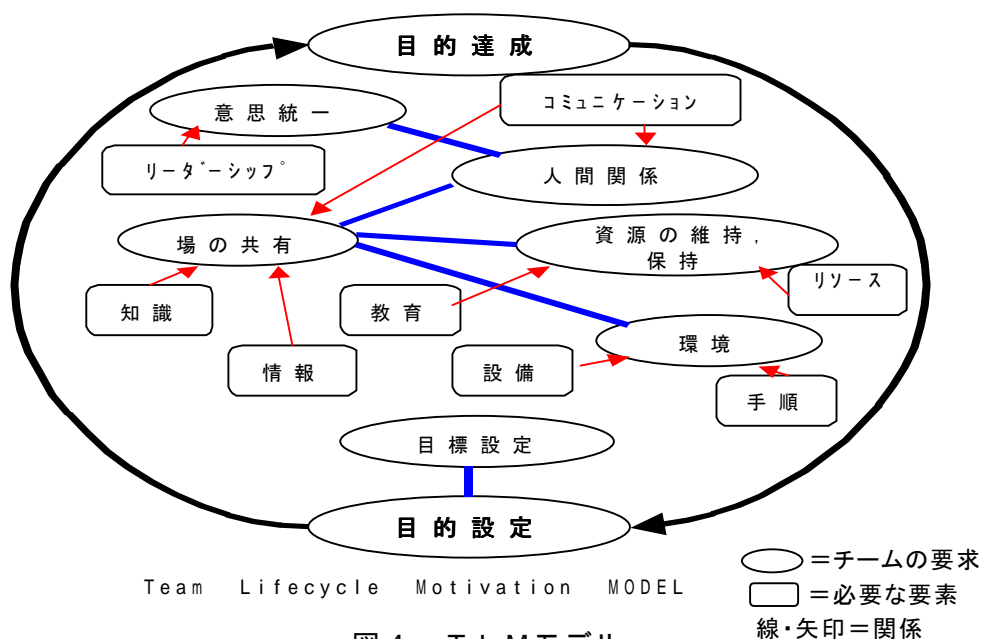 目的達成
意思統一
コミュニケーション
リーダーシップ
人間関係
場の共有
資源の維持，
保持
リソース
知識
教育
環境
情報
設備
手順
目標設定
目的設定
Team Lifecycle Motivation MODEL
＝チームの要求
＝必要な要素
線・矢印＝関係